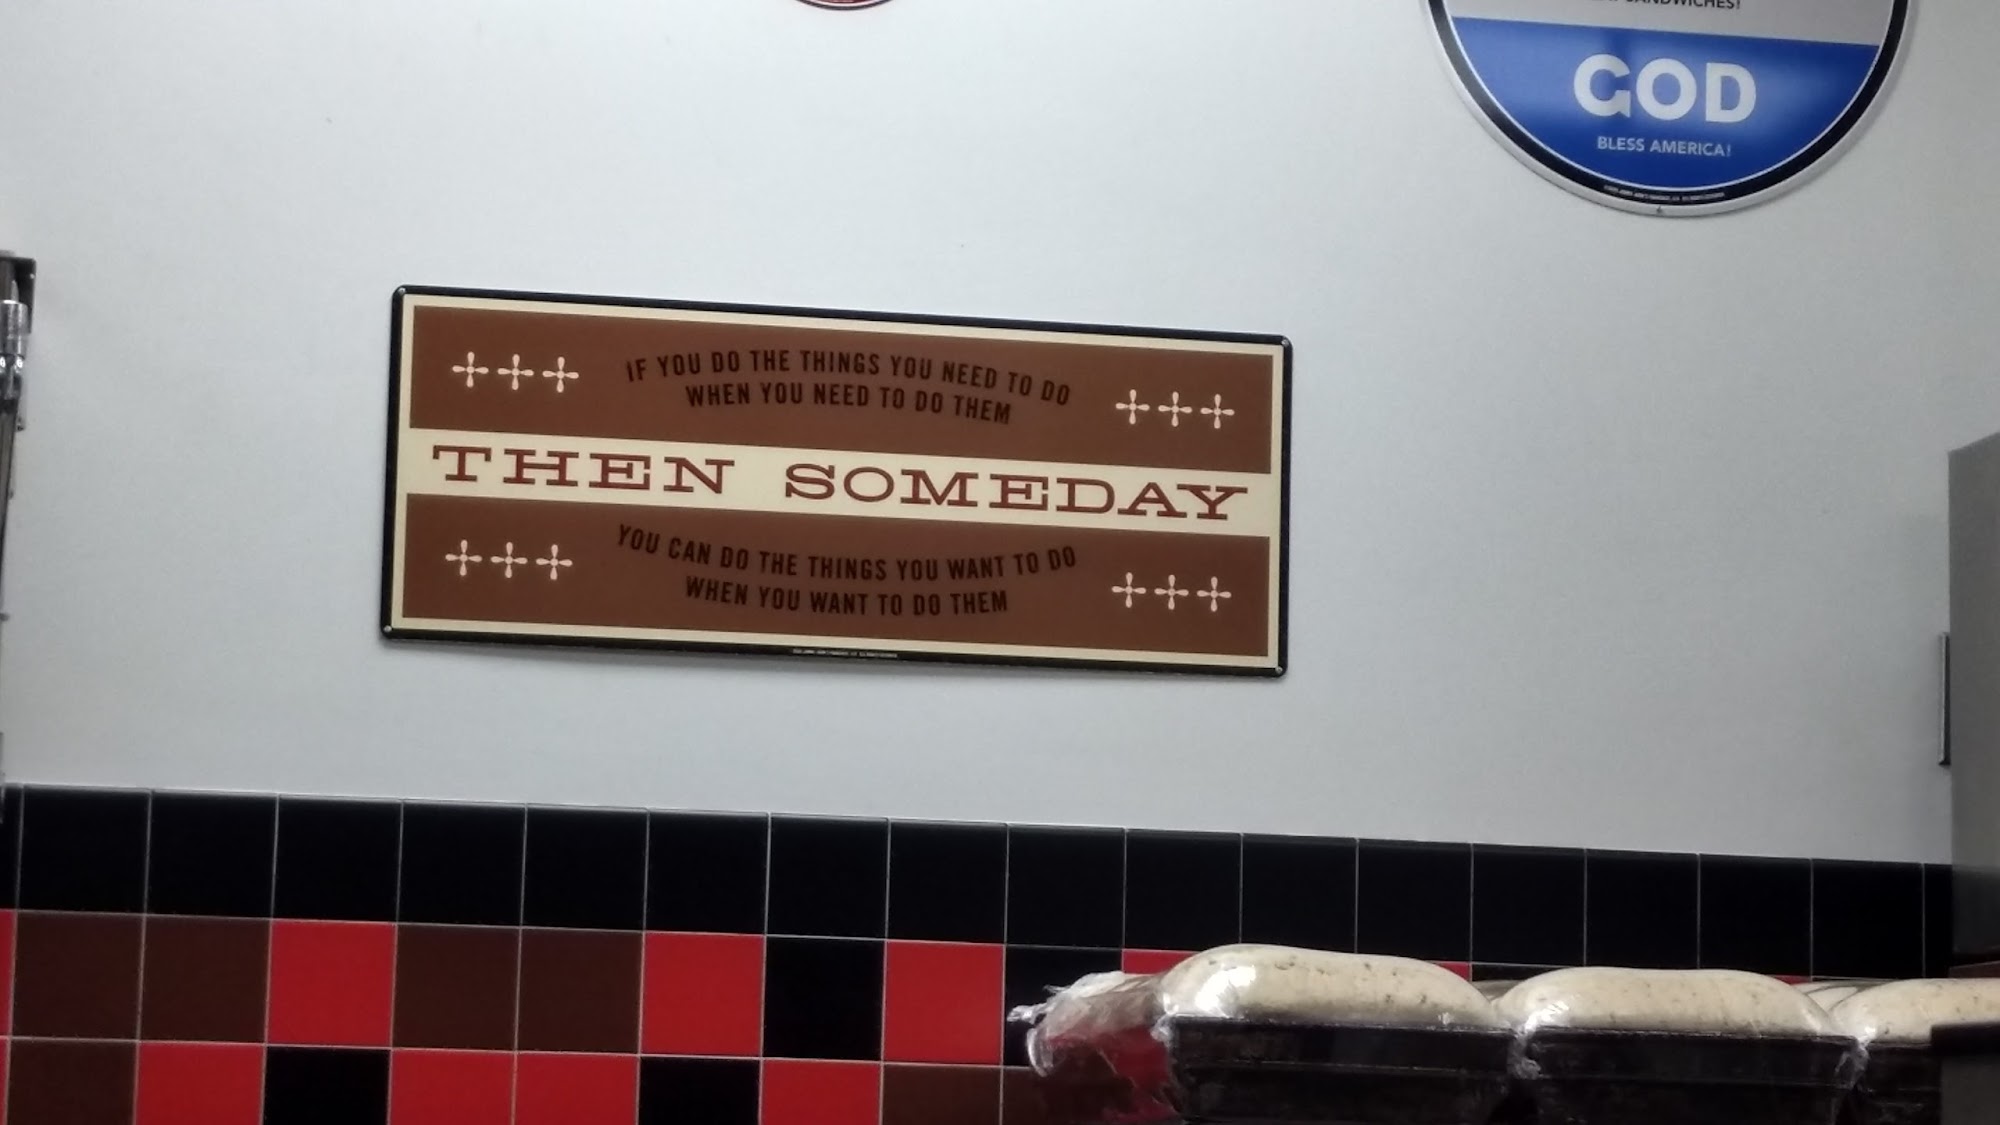 SANDWICHES!
GOD
BLESS AMERICA!
IF YOU DO THE THINGS YOU NEED TO DO
WHEN YOU NEED TO DO THEM
THEN SOMEDAY
YOU CAN DO THE THINGS YOU WANT TO DO
WHEN YOU WANT TO DO THEM